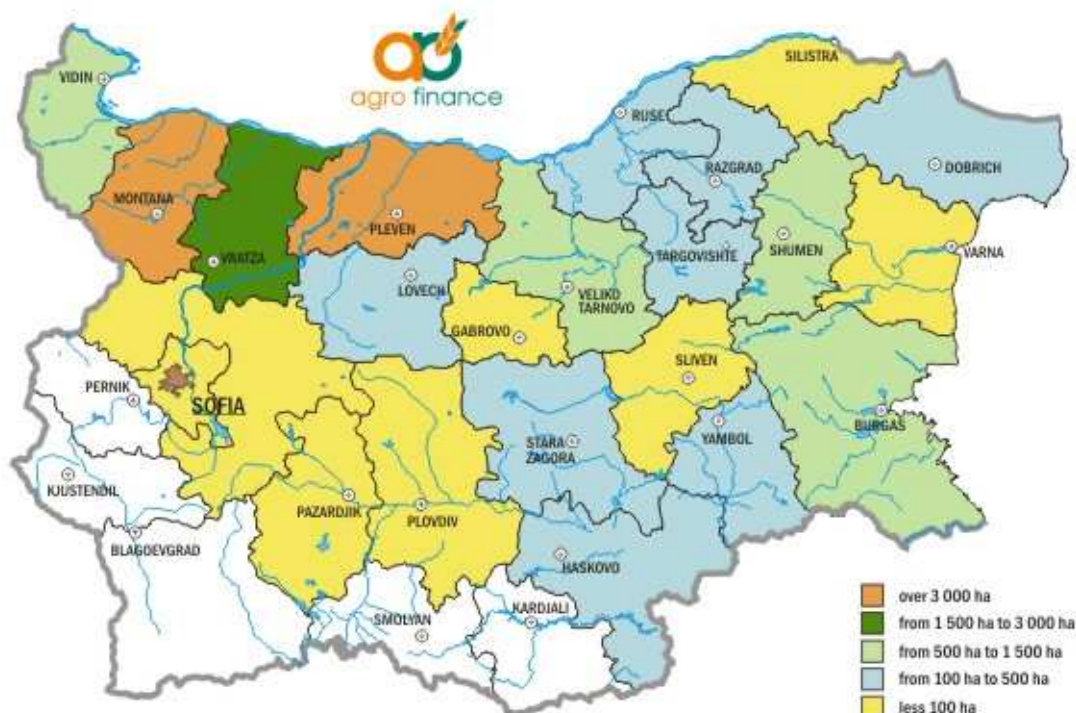 agro finance
VIDIN
SILISTRA
RUSE
MONTANA
PLEVEN
RAZGRAD
DOBRICH
VRATZA
LOVECH
VELIKO
TARNOVO
TARGOVISHTE
SHUMEN
VARNA
GABROVO
SLIVEN
PERNIK
SOFIA
STARA
ZAGORA
YAMBOL
BURGAS
KJUSTENDIL
PAZARDJIK
PLOVDIV
BLAGOEVGRAD
HASKOVO
SMOLYAN
KARDJALI
over 3 000 ha
from 1 500 ha to 3 000 ha
from 500 ha to 1 500 ha
from 100 ha to 500 ha
less 100 ha